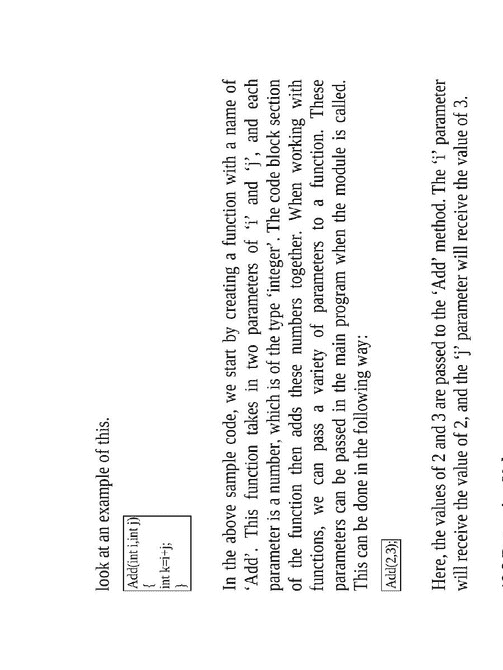 look at an example of this.
Add(int i,int j)
{
int k=i+j;
}
In the above sample code, we start by creating a function with a name of
‘Add’. This function takes in two parameters of ‘i’ and ‘j’, and each
parameter is a number, which is of the type ‘integer’. The code block section
of the function then adds these numbers together. When working with
functions, we can pass a variety of parameters to a function. These
parameters can be passed in the main program when the module is called.
This can be done in the following way:
Add(2,3);
Here, the values of 2 and 3 are passed to the ‘Add’ method. The ‘i’ parameter
will receive the value of 2, and the ‘j’ parameter will receive the value of 3.